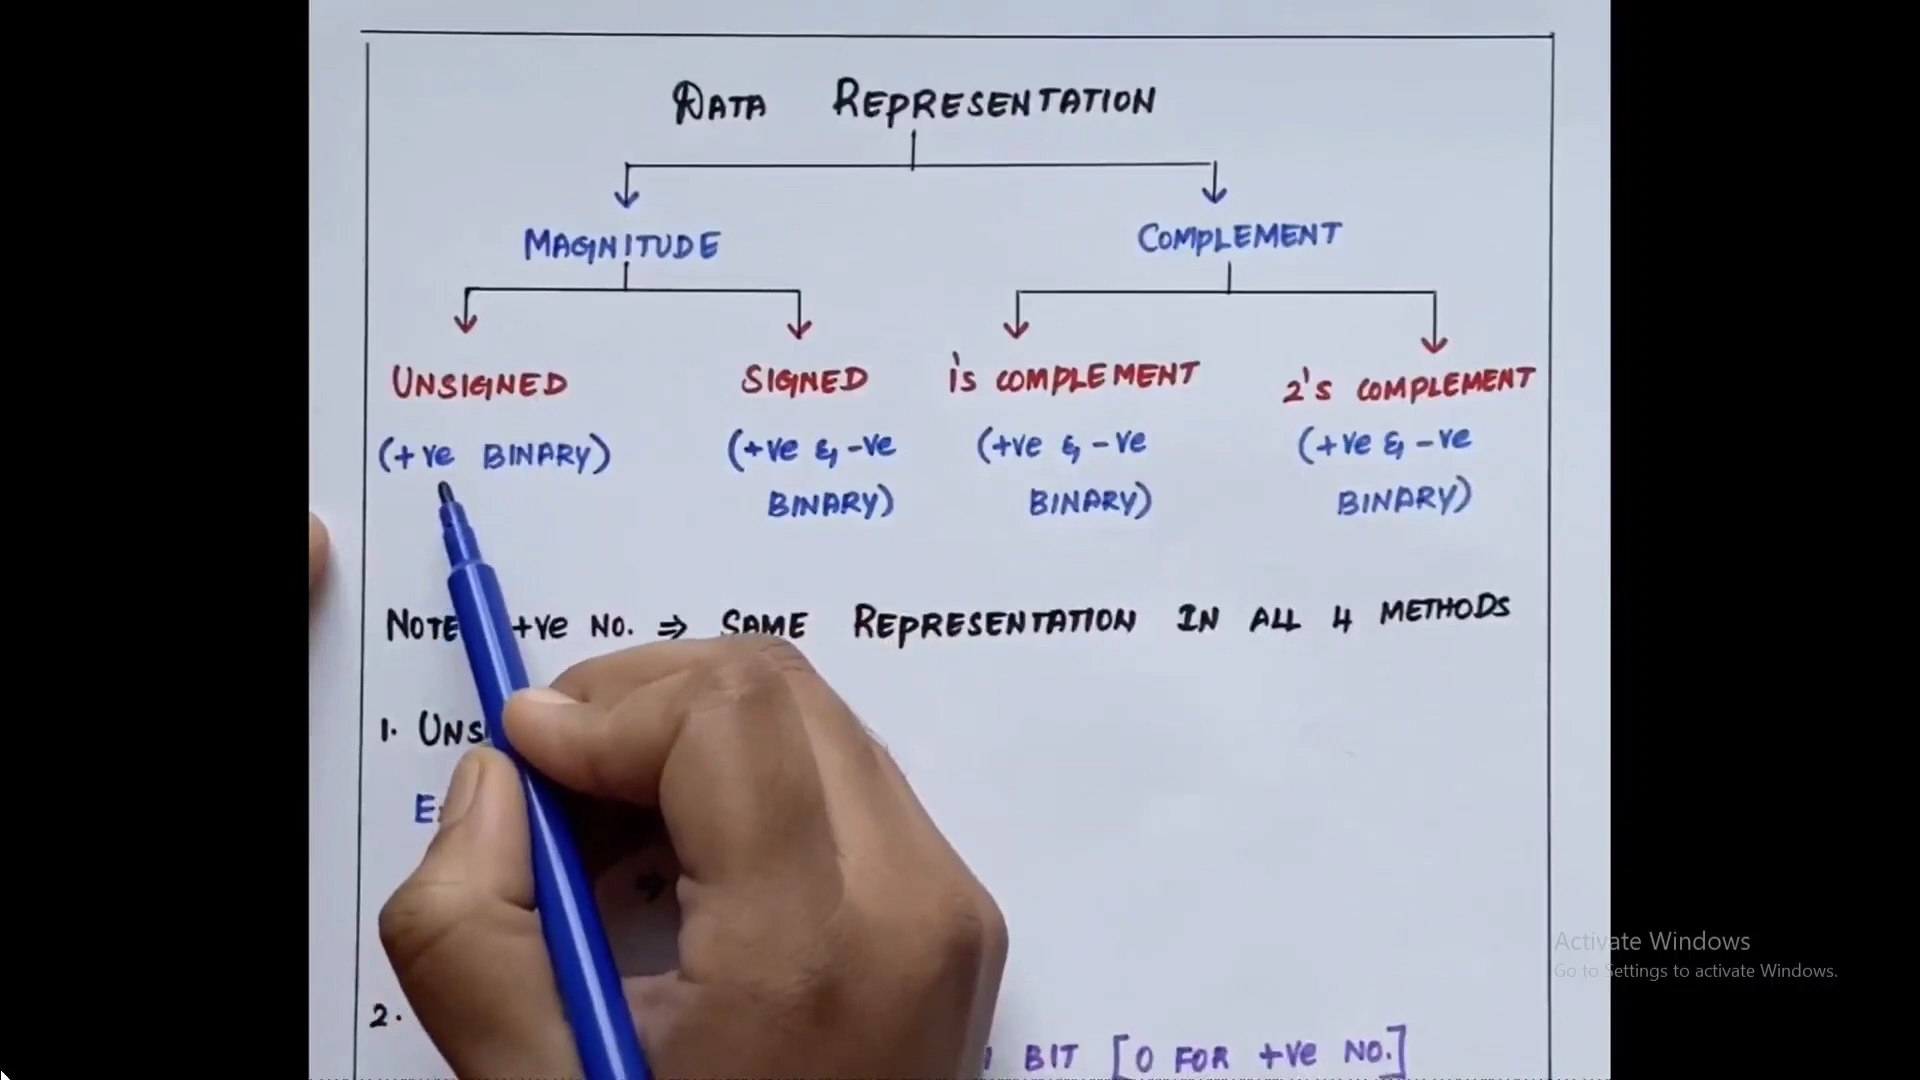 DATA REPRESENTATION
MAGNITUDE COMPLEMENT
UNSIGNED SIGNED 1's COMPLEMENT 2's COMPLEMENT
(+ve BINARY) (+ve & -ve BINARY) (+ve & -ve BINARY) (+ve & -ve BINARY)
NOTE +ve NO. ⇒ SAME REPRESENTATION IN ALL 4 METHODS
1.
2.
BIT [0 FOR +ve NO.]
Activate Windows
Go to Settings to activate Windows.